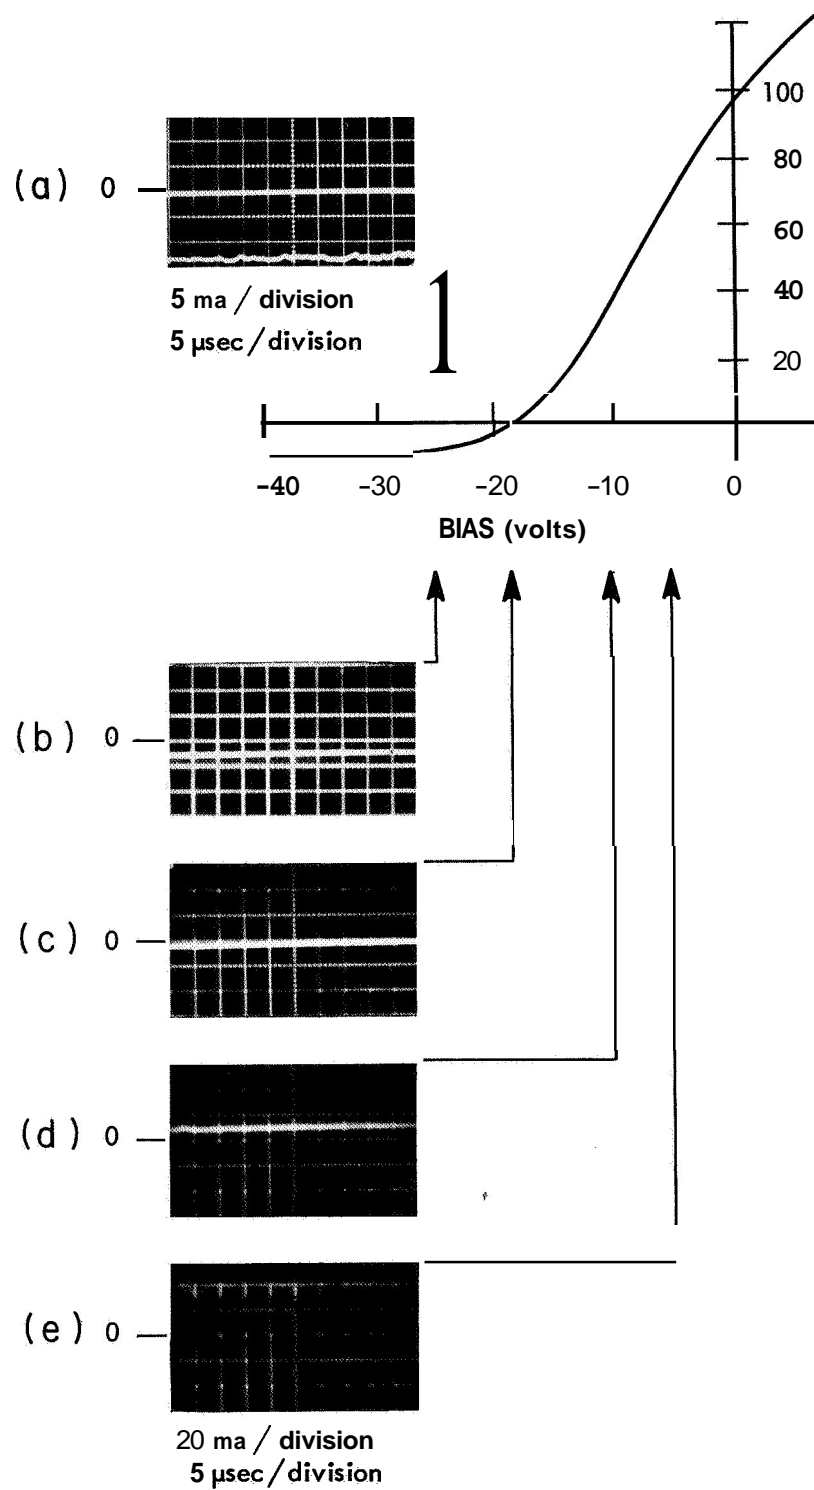 100
80
(a) 0
60
5 ma / division
40
5 µsec / division
1
20
-40 -30 -20 -10 0
BIAS (volts)
(b) 0
(c) 0
(d) 0
(e) 0
20 ma / division
5 µsec / division